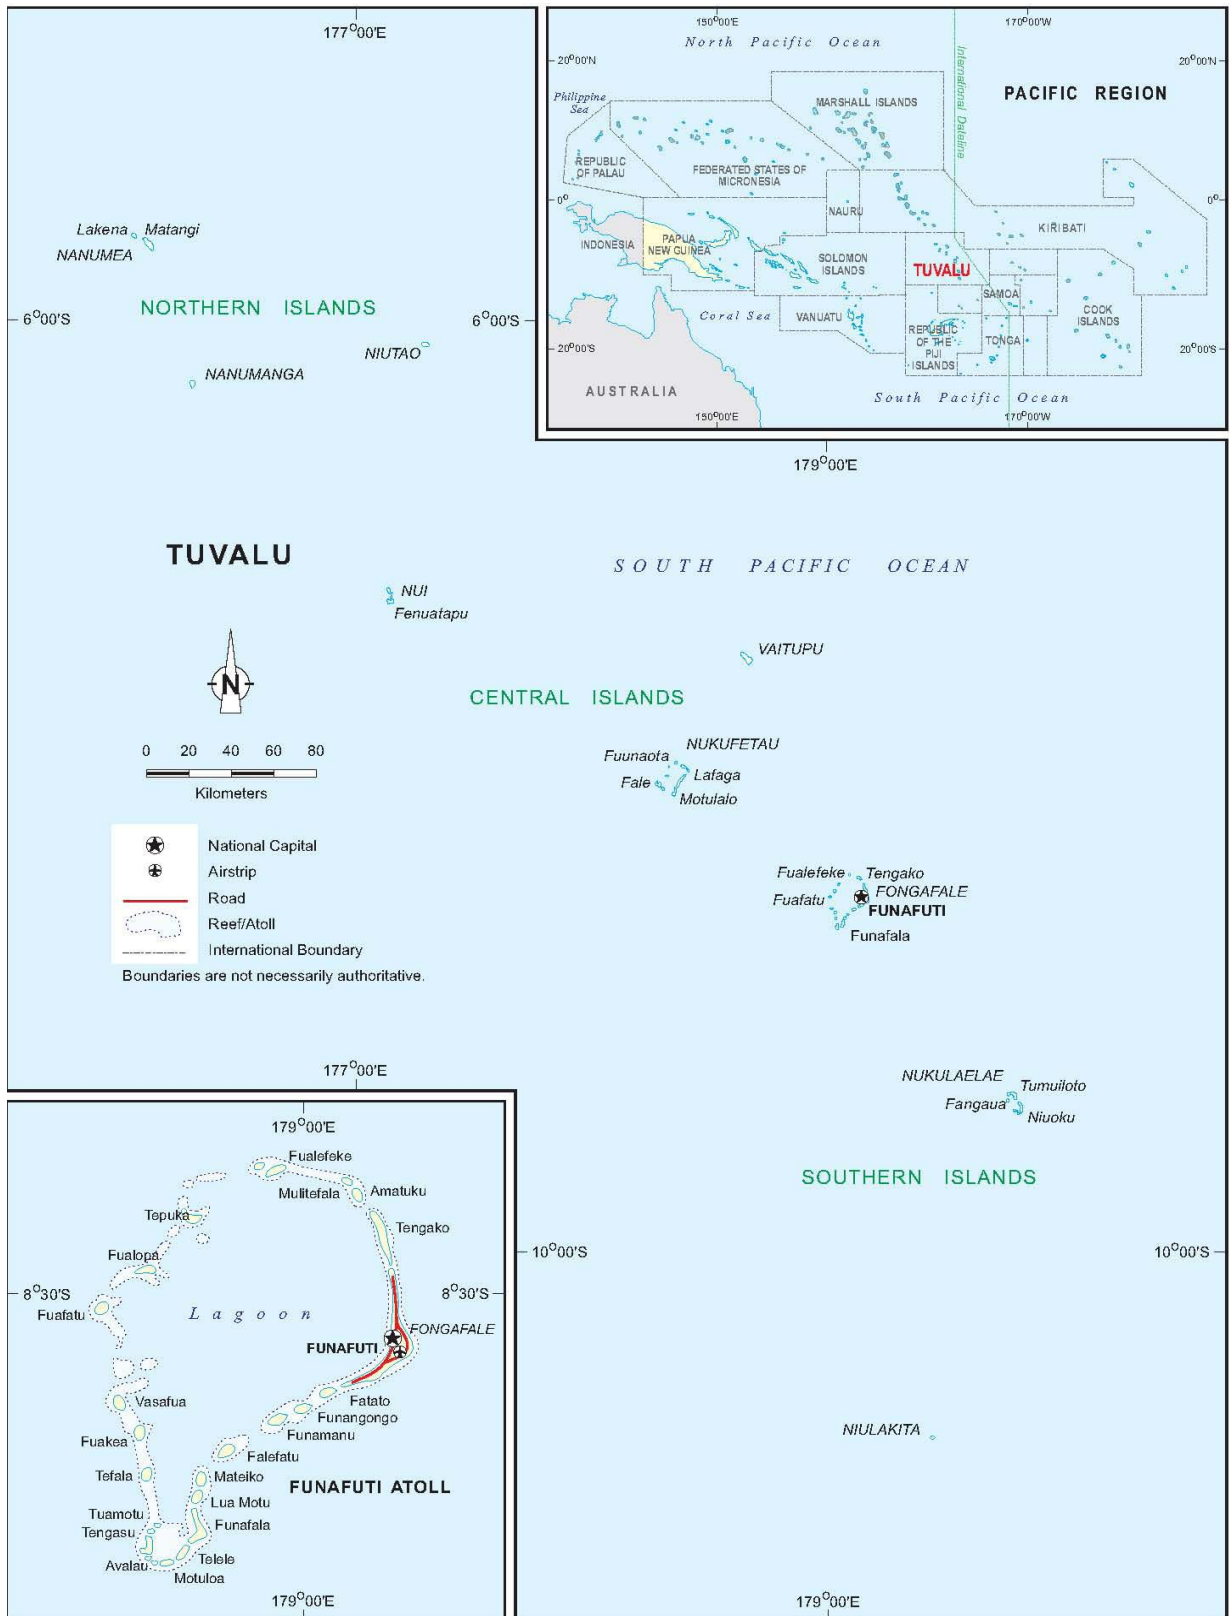 177°00'E
Lakena Matangi
NANUMEA
NORTHERN ISLANDS
6°00'S
6°00'S
NIUTAO
NANUMANGA
150°00'E
170°00'W
North Pacific Ocean
20°00'N
20°00'N
International Dateline
PACIFIC REGION
Philippine
Sea
MARSHALL ISLANDS
REPUBLIC
OF PALAU
FEDERATED STATES OF
MICRONESIA
0°
0°
NAURU
KIRIBATI
INDONESIA
PAPUA
NEW GUINEA
SOLOMON
ISLANDS
TUVALU
SAMOA
COOK
ISLANDS
Coral Sea
VANUATU
REPUBLIC
OF THE
PIJI
ISLANDS
TONGA
20°00'S
20°00'S
AUSTRALIA
South Pacific Ocean
150°00'E
170°00'W
179°00'E
TUVALU
SOUTH PACIFIC OCEAN
NUI
Fenuatapu
VAITUPU
N
CENTRAL ISLANDS
NUKUFETAU
Fuunaota
Lafaga
Fale
Motulalo
0 20 40 60 80
Kilometers
National Capital
Airstrip
Road
Reef/Atoll
International Boundary
Boundaries are not necessarily authoritative.
Fualefeke Tengako
FONGAFALE
Fuafatu
FUNAFUTI
Funafala
177°00'E
NUKULAELAE
Tumuiloto
Fangaua
Niuoku
SOUTHERN ISLANDS
10°00'S
10°00'S
NIULAKITA
179°00'E
179°00'E
Fualefeke
Mulitefala
Amatuku
Tepuka
Tengako
Fualopa
8°30'S
8°30'S
Fuafatu
Lagoon
FONGAFALE
FUNAFUTI
Fatato
Vasafua
Funangongo
Funamanu
Fuakea
Falefatu
Tefala
Mateiko
FUNAFUTI ATOLL
Lua Motu
Tuamotu
Funafala
Tengasu
Telele
Avalau
Motuloa
179°00'E